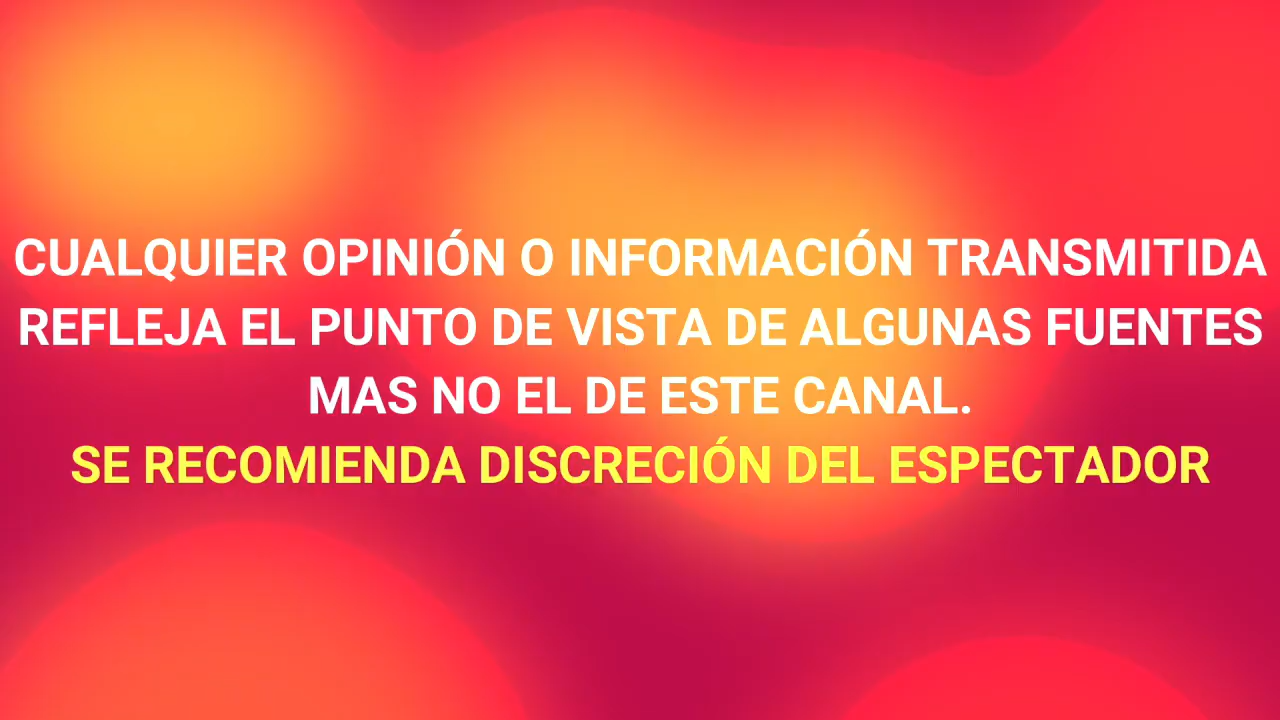 CUALQUIER OPINIÓN O INFORMACIÓN TRANSMITIDA
REFLEJA EL PUNTO DE VISTA DE ALGUNAS FUENTES
MAS NO EL DE ESTE CANAL.
SE RECOMIENDA DISCRECIÓN DEL ESPECTADOR